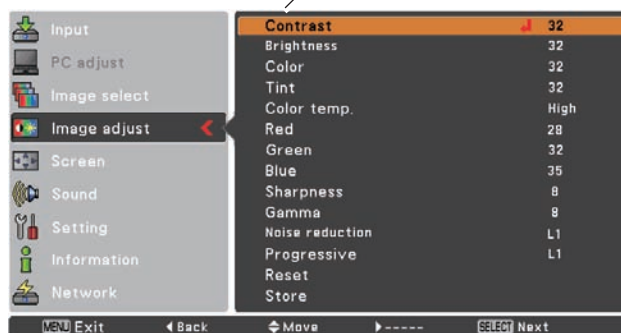 Input
PC adjust
Image select
Image adjust
Screen
Sound
Setting
Information
Network
Contrast 32
Brightness 32
Color 32
Tint 32
Color temp. High
Red 28
Green 32
Blue 35
Sharpness 8
Gamma 8
Noise reduction L1
Progressive L1
Reset
Store
MENU Exit ◀ Back ◆ Move ▶ ----- SELECT Next